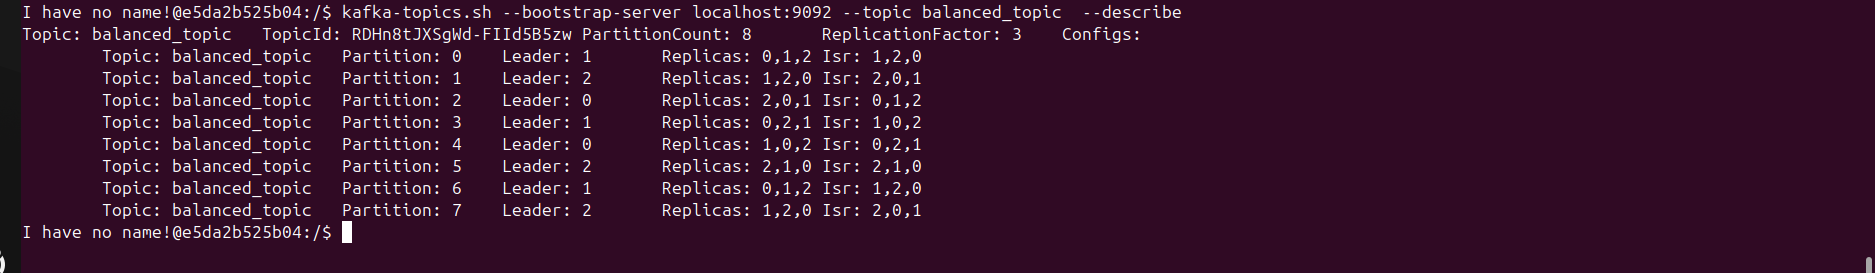 I have no name!@e5da2b525b04:/$ kafka-topics.sh --bootstrap-server localhost:9092 --topic balanced_topic  --describe
Topic: balanced_topic   TopicId: RDHn8tJXSgWd-FIId5B5zw PartitionCount: 8       ReplicationFactor: 3    Configs:
        Topic: balanced_topic   Partition: 0    Leader: 1       Replicas: 0,1,2 Isr: 1,2,0
        Topic: balanced_topic   Partition: 1    Leader: 2       Replicas: 1,2,0 Isr: 2,0,1
        Topic: balanced_topic   Partition: 2    Leader: 0       Replicas: 2,0,1 Isr: 0,1,2
        Topic: balanced_topic   Partition: 3    Leader: 1       Replicas: 0,2,1 Isr: 1,0,2
        Topic: balanced_topic   Partition: 4    Leader: 0       Replicas: 1,0,2 Isr: 0,2,1
        Topic: balanced_topic   Partition: 5    Leader: 2       Replicas: 2,1,0 Isr: 2,1,0
        Topic: balanced_topic   Partition: 6    Leader: 1       Replicas: 0,1,2 Isr: 1,2,0
        Topic: balanced_topic   Partition: 7    Leader: 2       Replicas: 1,2,0 Isr: 2,0,1
I have no name!@e5da2b525b04:/$